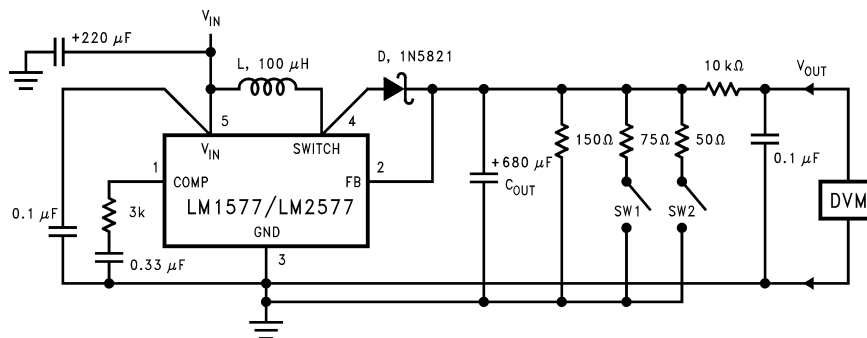 V_IN
+220 μF
L, 100 μH
D, 1N5821
10 kΩ
V_OUT
5
4
V_IN
SWITCH
1
2
COMP
FB
LM1577/LM2577
GND
3
3k
0.1 μF
0.33 μF
+680 μF
C_OUT
150Ω
75Ω
50Ω
0.1 μF
SW1
SW2
DVM